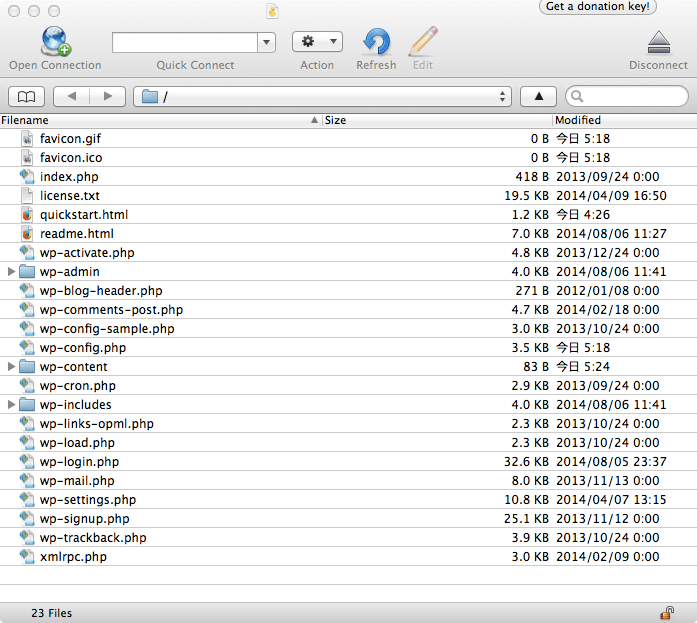 Get a donation key!
Open Connection Quick Connect Action Refresh Edit Disconnect
/
Filename Size Modified
favicon.gif 0 B 今日 5:18
favicon.ico 0 B 今日 5:18
index.php 418 B 2013/09/24 0:00
license.txt 19.5 KB 2014/04/09 16:50
quickstart.html 1.2 KB 今日 4:26
readme.html 7.0 KB 2014/08/06 11:27
wp-activate.php 4.8 KB 2013/12/24 0:00
wp-admin 4.0 KB 2014/08/06 11:41
wp-blog-header.php 271 B 2012/01/08 0:00
wp-comments-post.php 4.7 KB 2014/02/18 0:00
wp-config-sample.php 3.0 KB 2013/10/24 0:00
wp-config.php 3.5 KB 今日 5:18
wp-content 83 B 今日 5:24
wp-cron.php 2.9 KB 2013/09/24 0:00
wp-includes 4.0 KB 2014/08/06 11:41
wp-links-opml.php 2.3 KB 2013/10/24 0:00
wp-load.php 2.3 KB 2013/10/24 0:00
wp-login.php 32.6 KB 2014/08/05 23:37
wp-mail.php 8.0 KB 2013/11/13 0:00
wp-settings.php 10.8 KB 2014/04/07 13:15
wp-signup.php 25.1 KB 2013/11/12 0:00
wp-trackback.php 3.9 KB 2013/10/24 0:00
xmlrpc.php 3.0 KB 2014/02/09 0:00
23 Files